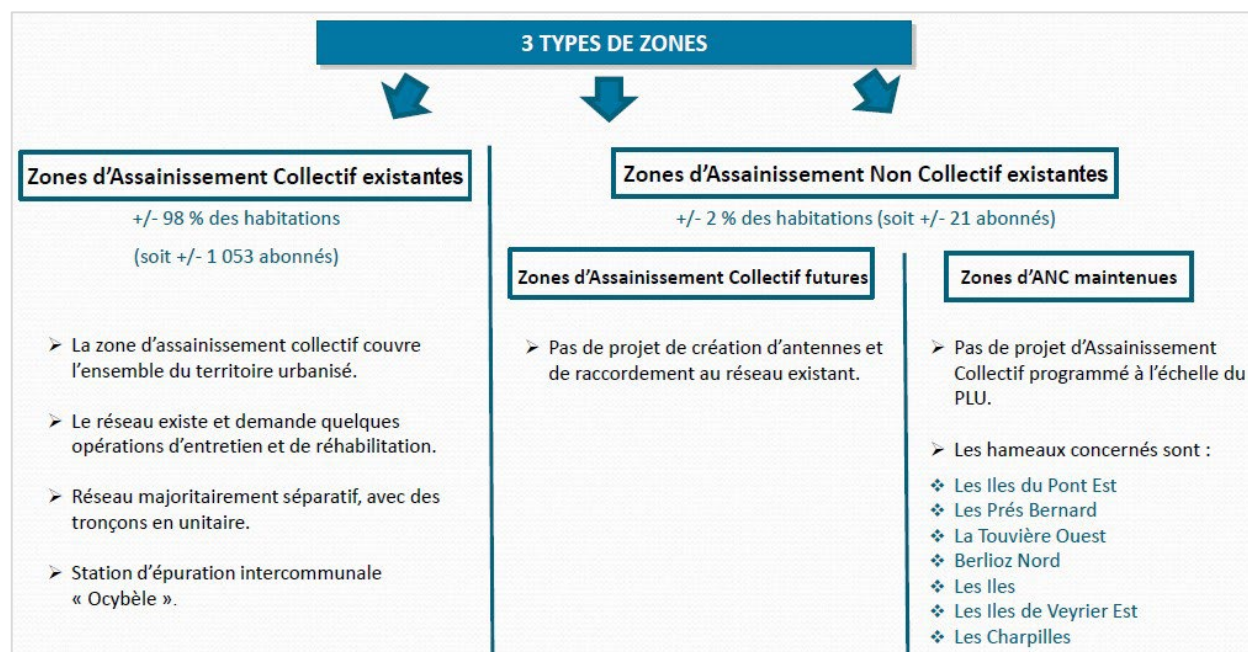 3 TYPES DE ZONES
Zones d’Assainissement Collectif existantes
+/- 98 % des habitations
(soit +/- 1 053 abonnés)
➢ La zone d’assainissement collectif couvre
l’ensemble du territoire urbanisé.
➢ Le réseau existe et demande quelques
opérations d’entretien et de réhabilitation.
➢ Réseau majoritairement séparatif, avec des
tronçons en unitaire.
➢ Station d’épuration intercommunale
« Ocybèle ».
Zones d’Assainissement Non Collectif existantes
+/- 2 % des habitations (soit +/- 21 abonnés)
Zones d’Assainissement Collectif futures
➢ Pas de projet de création d’antennes et
de raccordement au réseau existant.
Zones d’ANC maintenues
➢ Pas de projet d’Assainissement
Collectif programmé à l’échelle du
PLU.
➢ Les hameaux concernés sont :
❖ Les Iles du Pont Est
❖ Les Prés Bernard
❖ La Touvière Ouest
❖ Berlioz Nord
❖ Les Iles
❖ Les Iles de Veyrier Est
❖ Les Charpilles